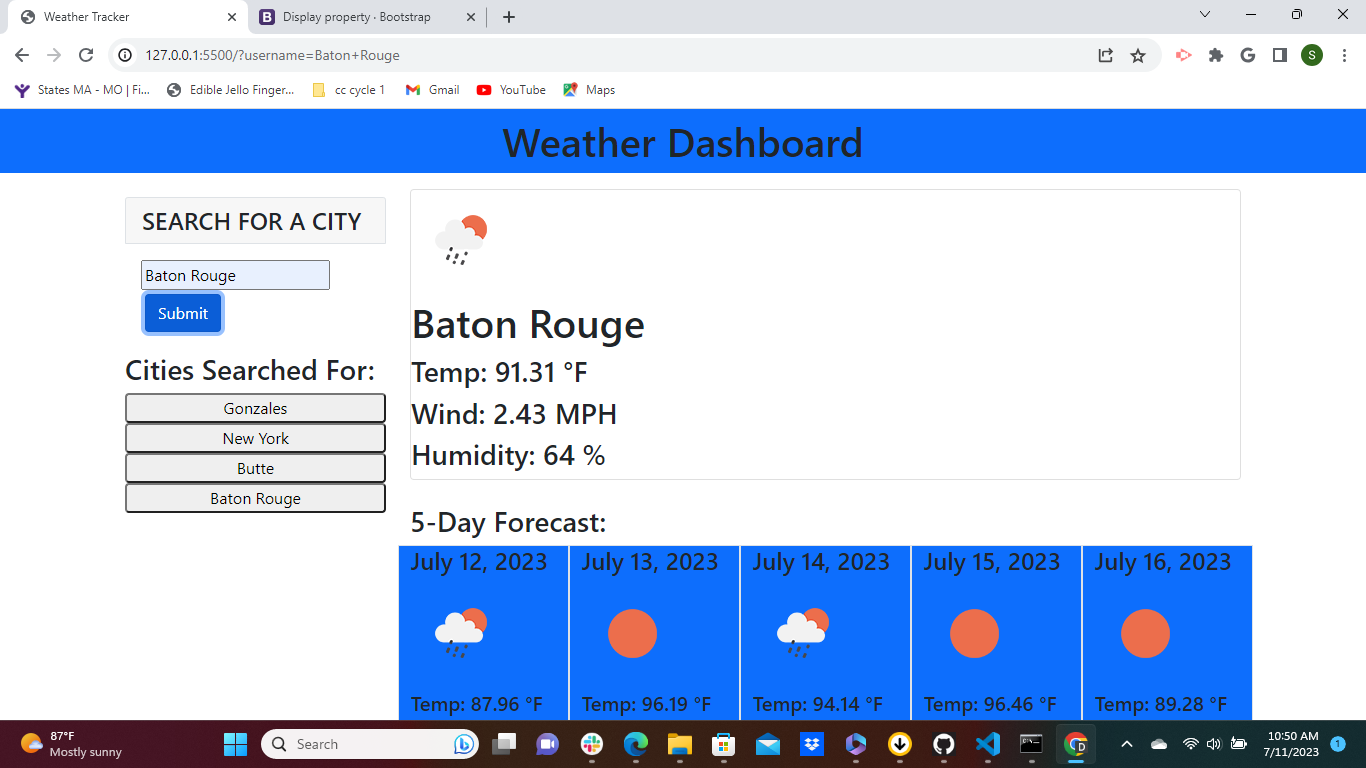 Weather Tracker
Display property · Bootstrap
127.0.0.1:5500/?username=Baton+Rouge
S
States MA - MO | Fi...
Edible Jello Finger...
cc cycle 1
Gmail
YouTube
Maps
Weather Dashboard
SEARCH FOR A CITY
Baton Rouge
Submit
Cities Searched For:
Gonzales
New York
Butte
Baton Rouge
Baton Rouge
Temp: 91.31 °F
Wind: 2.43 MPH
Humidity: 64 %
5-Day Forecast:
July 12, 2023
Temp: 87.96 °F
July 13, 2023
Temp: 96.19 °F
July 14, 2023
Temp: 94.14 °F
July 15, 2023
Temp: 96.46 °F
July 16, 2023
Temp: 89.28 °F
87°F
Mostly sunny
Search
D
10:50 AM
7/11/2023
1